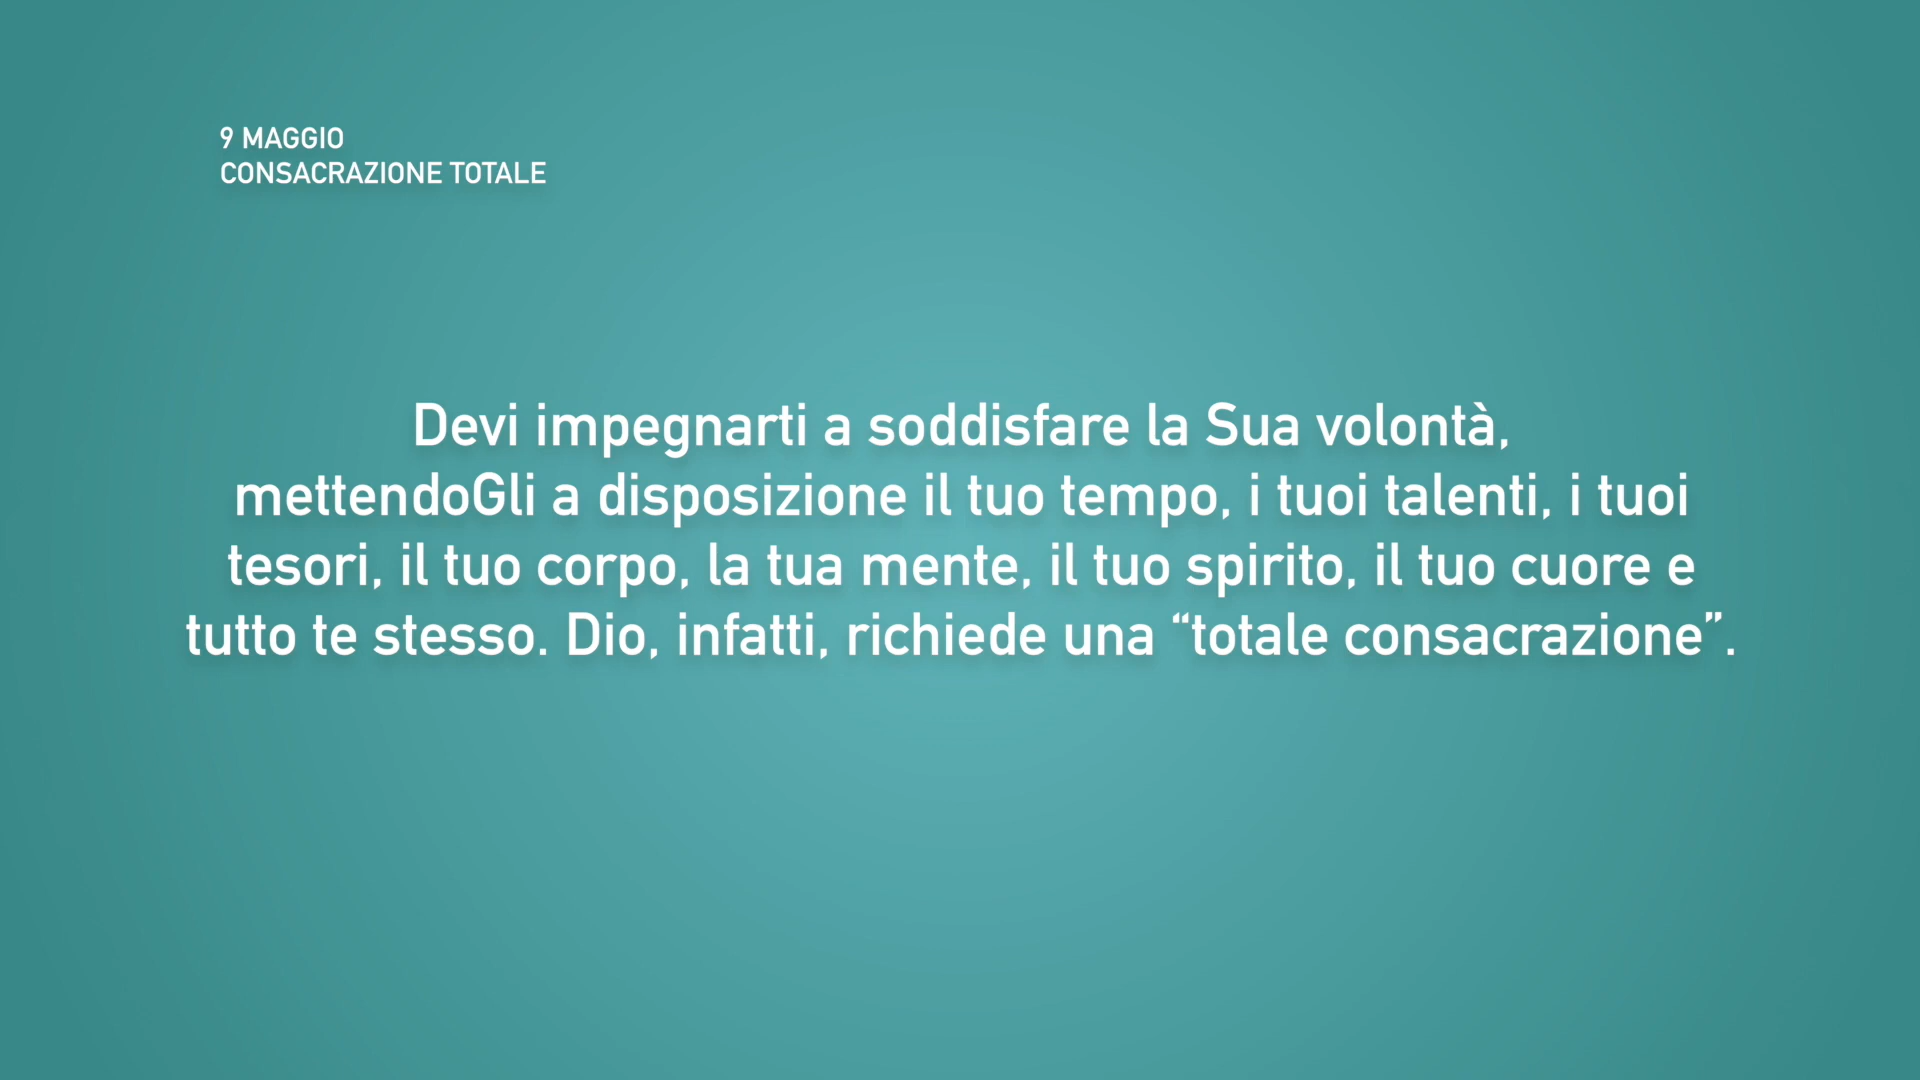 9 MAGGIO
CONSACRAZIONE TOTALE
Devi impegnarti a soddisfare la Sua volontà,
mettendoGli a disposizione il tuo tempo, i tuoi talenti, i tuoi
tesori, il tuo corpo, la tua mente, il tuo spirito, il tuo cuore e
tutto te stesso. Dio, infatti, richiede una “totale consacrazione”.